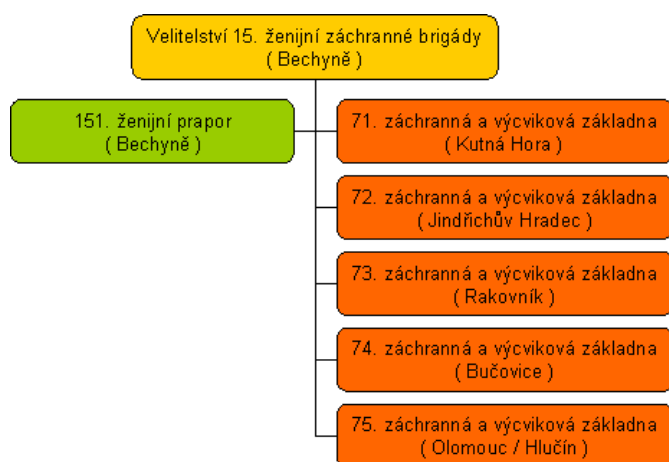 Velitelství 15. ženijní záchranné brigády
( Bechyně )
151. ženijní prapor
( Bechyně )
71. záchranná a výcviková základna
( Kutná Hora )
72. záchranná a výcviková základna
( Jindřichův Hradec )
73. záchranná a výcviková základna
( Rakovník )
74. záchranná a výcviková základna
( Bučovice )
75. záchranná a výcviková základna
( Olomouc / Hlučín )